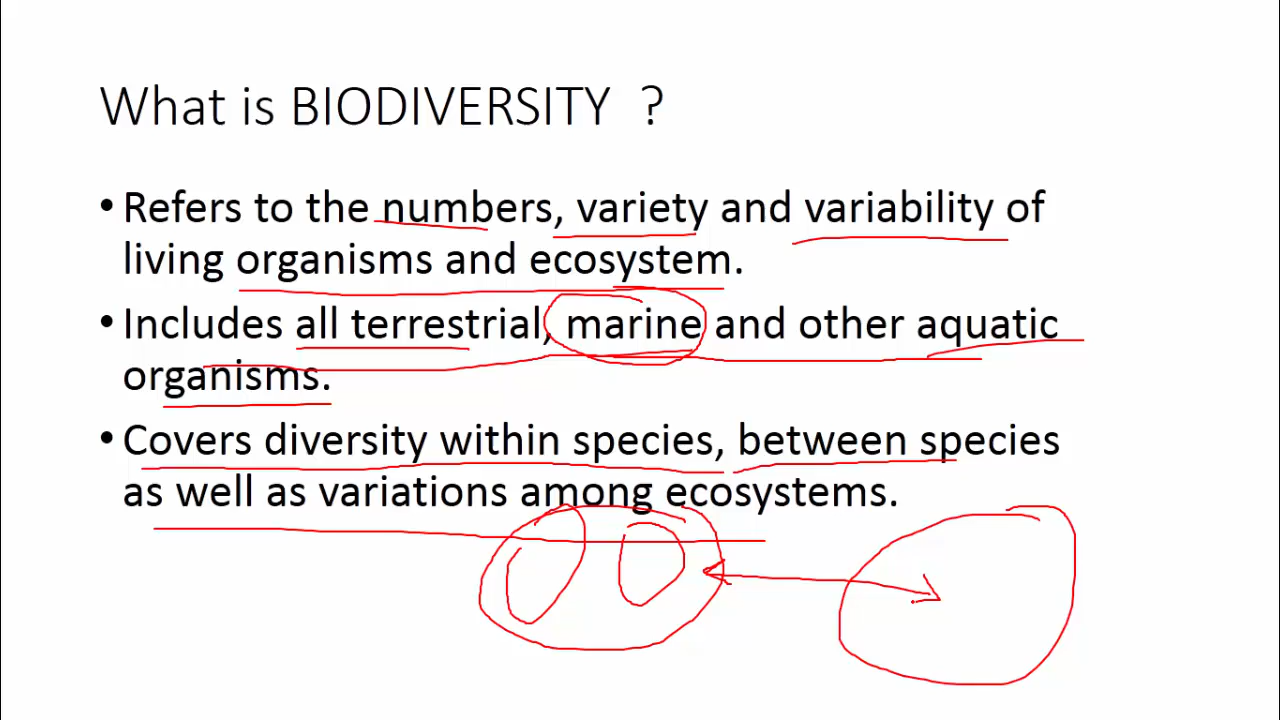 What is BIODIVERSITY ?
• Refers to the numbers, variety and variability of
living organisms and ecosystem.
• Includes all terrestrial, marine and other aquatic
organisms.
• Covers diversity within species, between species
as well as variations among ecosystems.